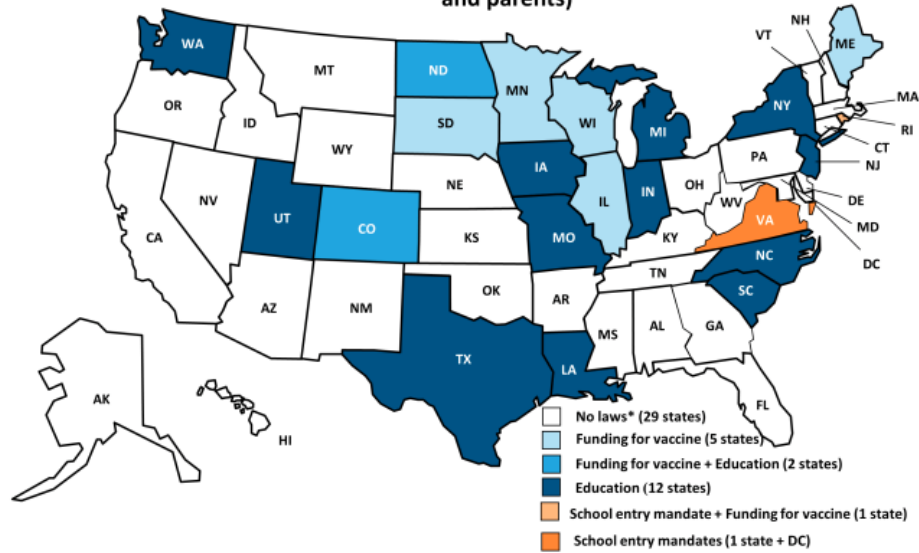 and parents)
NH
VT
ME
WA
MT
ND
MN
NY
MA
OR
ID
SD
WI
MI
RI
WY
CT
IA
PA
NJ
NE
NV
IN
OH
UT
IL
WV
DE
CO
VA
MD
CA
KS
MO
KY
NC
DC
TN
OK
SC
AZ
NM
AR
MS
AL
GA
TX
LA
AK
FL
HI
No laws* (29 states)
Funding for vaccine (5 states)
Funding for vaccine + Education (2 states)
Education (12 states)
School entry mandate + Funding for vaccine (1 state)
School entry mandates (1 state + DC)